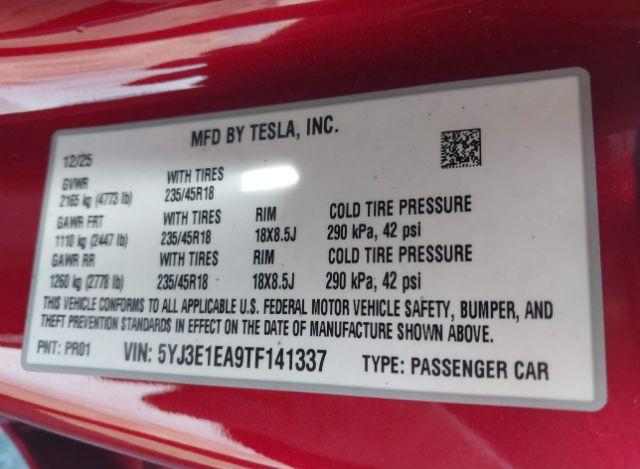 MFD BY TESLA, INC.
12/25
GVWR WITH TIRES
2165 kg (4773 lb) 235/45R18
GAWR FRT WITH TIRES RIM COLD TIRE PRESSURE
1110 kg (2447 lb) 235/45R18 18X8.5J 290 kPa, 42 psi
GAWR RR WITH TIRES RIM COLD TIRE PRESSURE
1260 kg (2778 lb) 235/45R18 18X8.5J 290 kPa, 42 psi
THIS VEHICLE CONFORMS TO ALL APPLICABLE U.S. FEDERAL MOTOR VEHICLE SAFETY, BUMPER, AND
THEFT PREVENTION STANDARDS IN EFFECT ON THE DATE OF MANUFACTURE SHOWN ABOVE.
PNT: PR01 VIN: 5YJ3E1EA9TF141337 TYPE: PASSENGER CAR